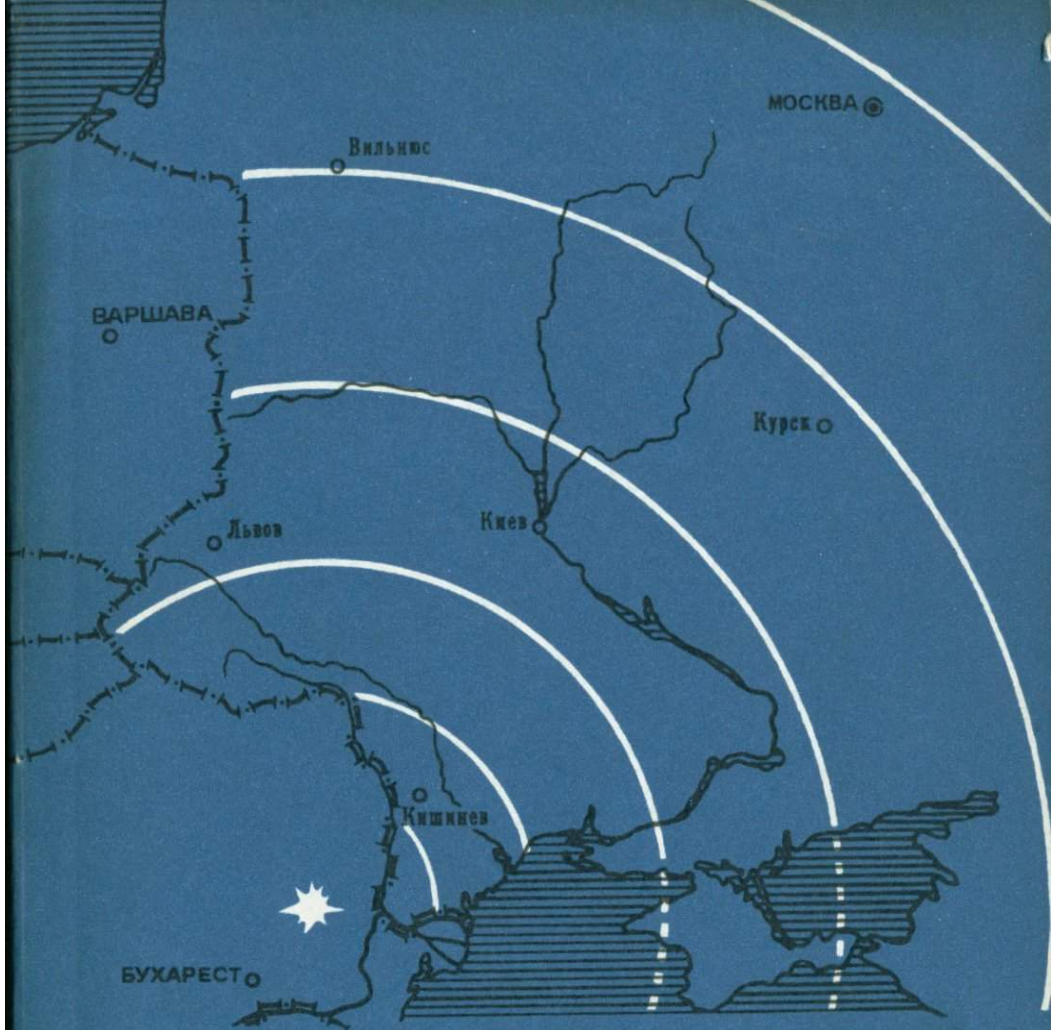 МОСКВА
Вильнюс
ВАРШАВА
Курск
Киев
Львов
Кишинев
БУХАРЕСТ